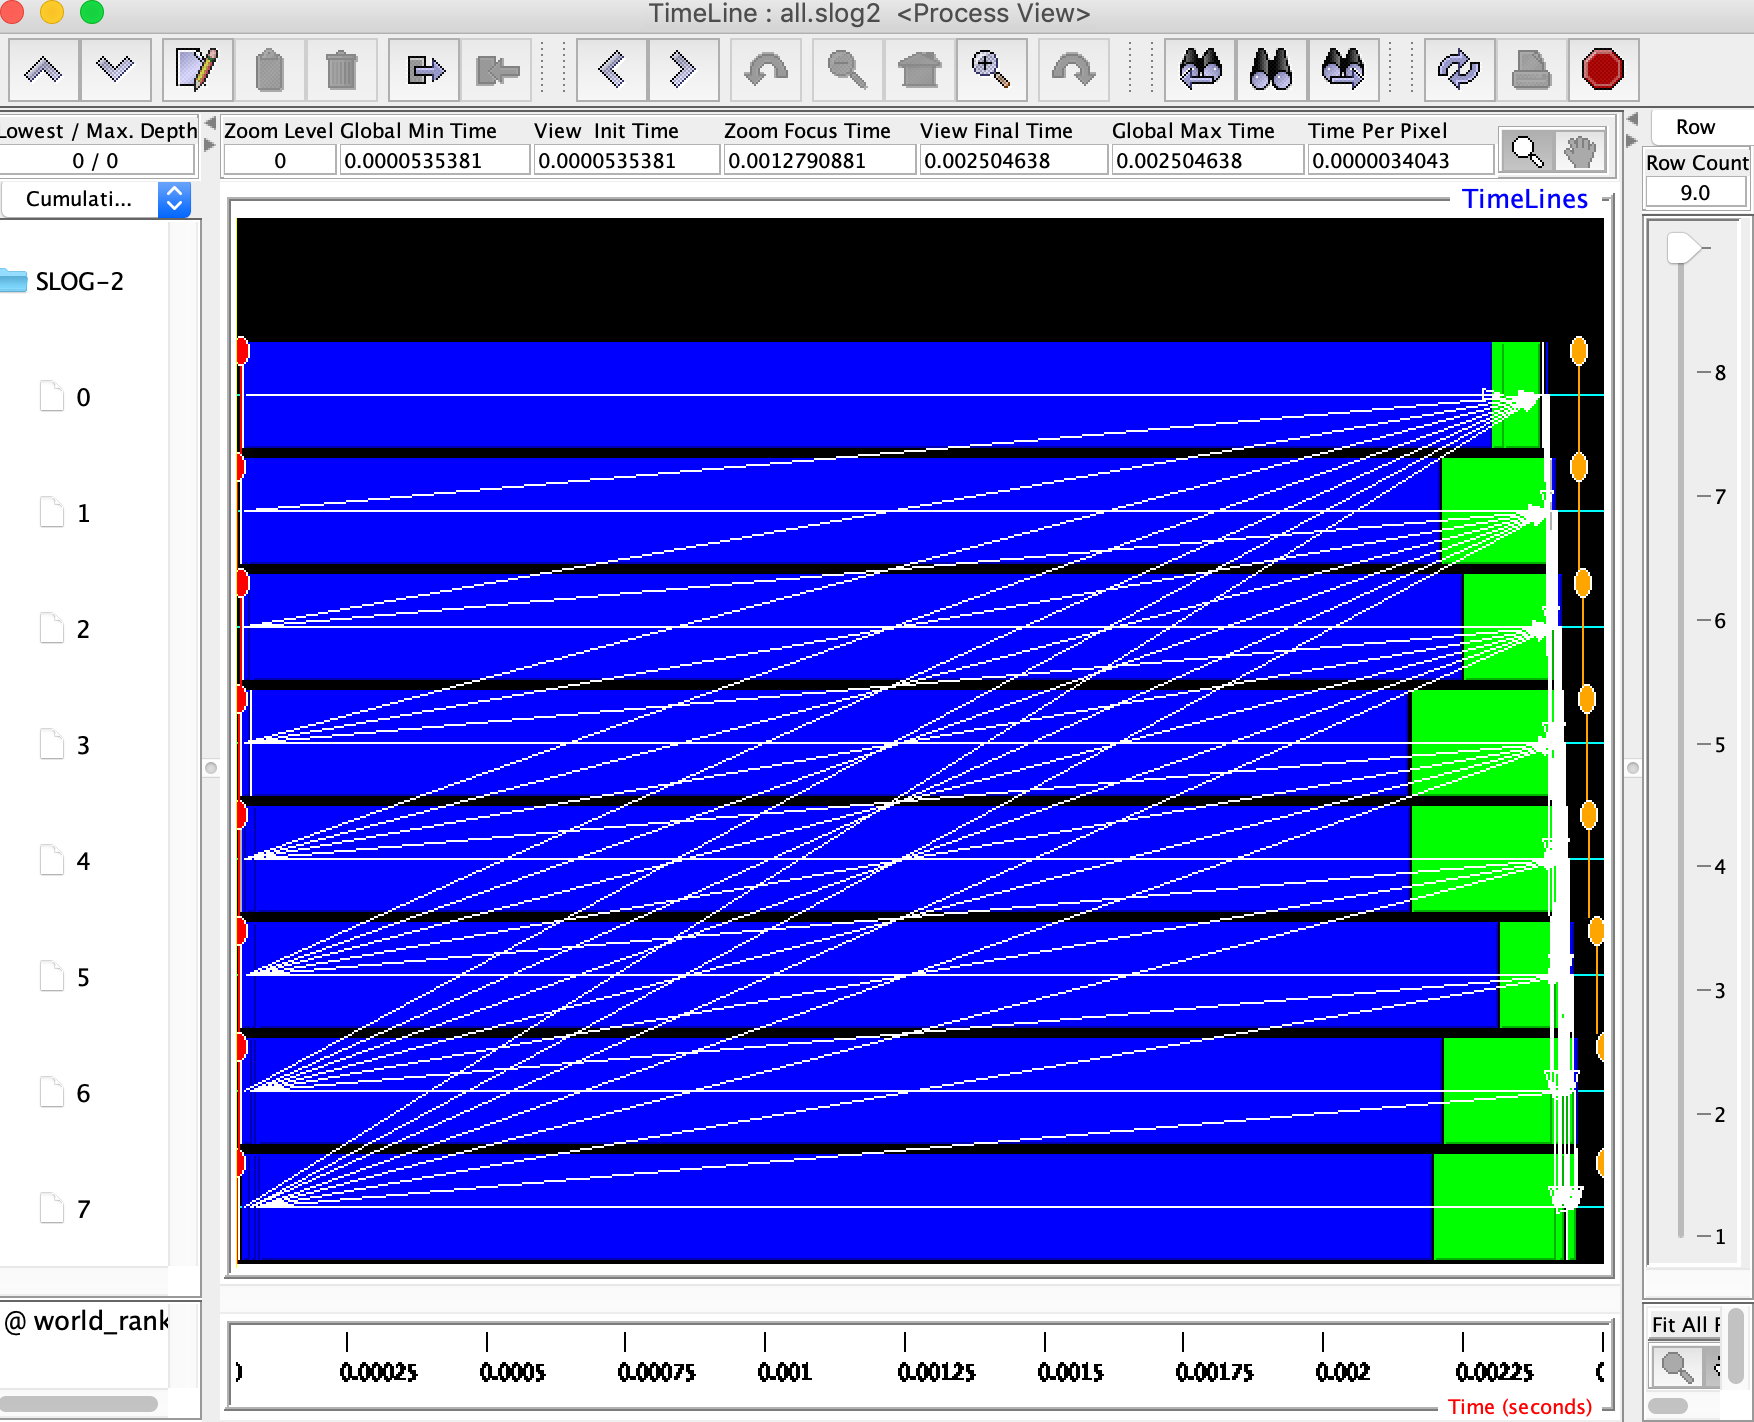 TimeLine : all.slog2 <Process View>
Lowest / Max. Depth
0 / 0
Zoom Level Global Min Time View Init Time Zoom Focus Time View Final Time Global Max Time Time Per Pixel
0 0.0000535381 0.0000535381 0.0012790881 0.002504638 0.002504638 0.0000034043
Row
Row Count
9.0
Cumulati...
TimeLines
SLOG-2
0
1
2
3
4
5
6
7
8
7
6
5
4
3
2
1
@ world_rank
0.00025 0.0005 0.00075 0.001 0.00125 0.0015 0.00175 0.002 0.00225
Time (seconds)
Fit All